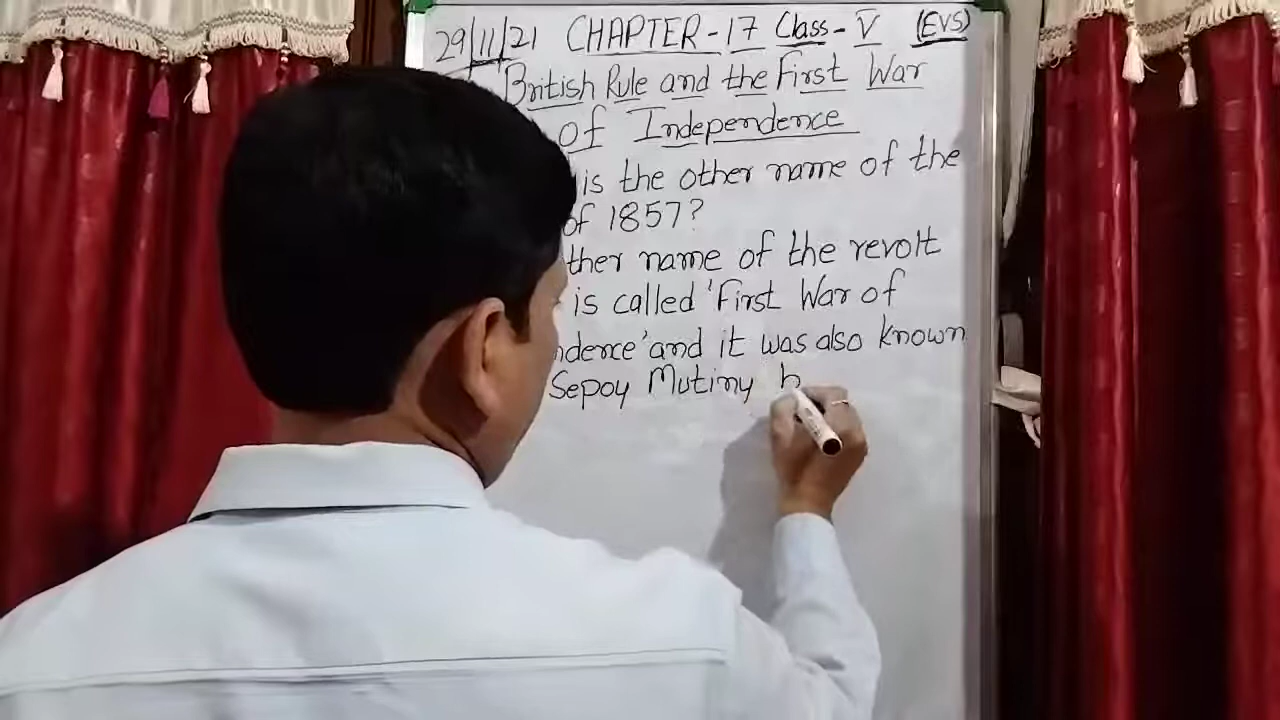 29/11/21 CHAPTER-17 Class-V (EVS)
British Rule and the First War
of Independence
is the other name of the
of 1857?
ther name of the revolt
is called 'First War of
ndence' and it was also known
Sepoy Mutiny b